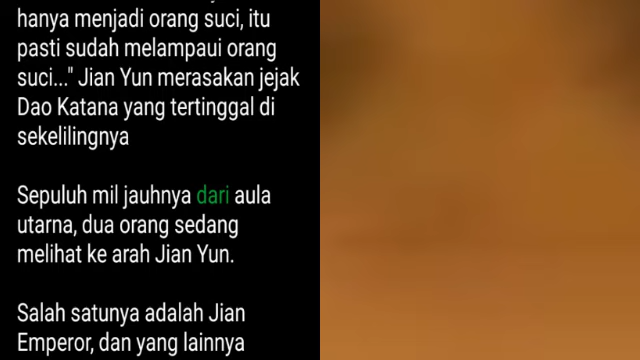 hanya menjadi orang suci, itu
pasti sudah melampaui orang
suci..." Jian Yun merasakan jejak
Dao Katana yang tertinggal di
sekelilingnya
Sepuluh mil jauhnya dari aula
utarna, dua orang sedang
melihat ke arah Jian Yun.
Salah satunya adalah Jian
Emperor, dan yang lainnya